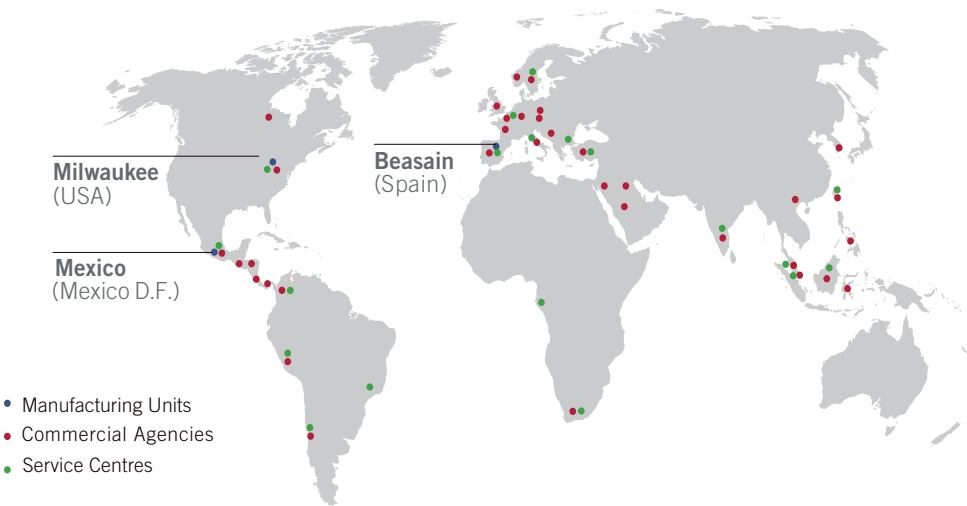 Milwaukee
(USA)
Beasain
(Spain)
Mexico
(Mexico D.F.)
Manufacturing Units
Commercial Agencies
Service Centres